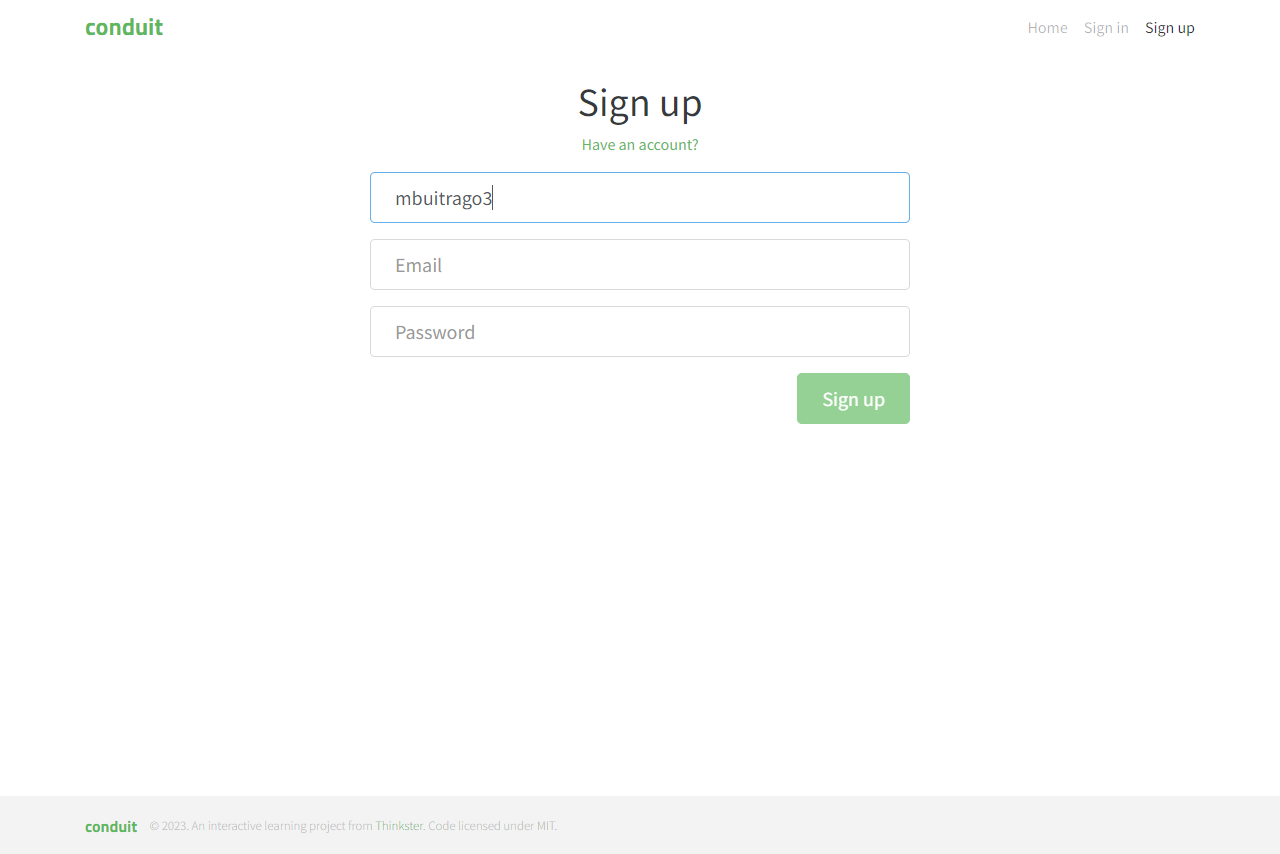 conduit
Home Sign in Sign up
Sign up
Have an account?
mbuitrago3
Email
Password
Sign up
conduit © 2023. An interactive learning project from Thinkster. Code licensed under MIT.